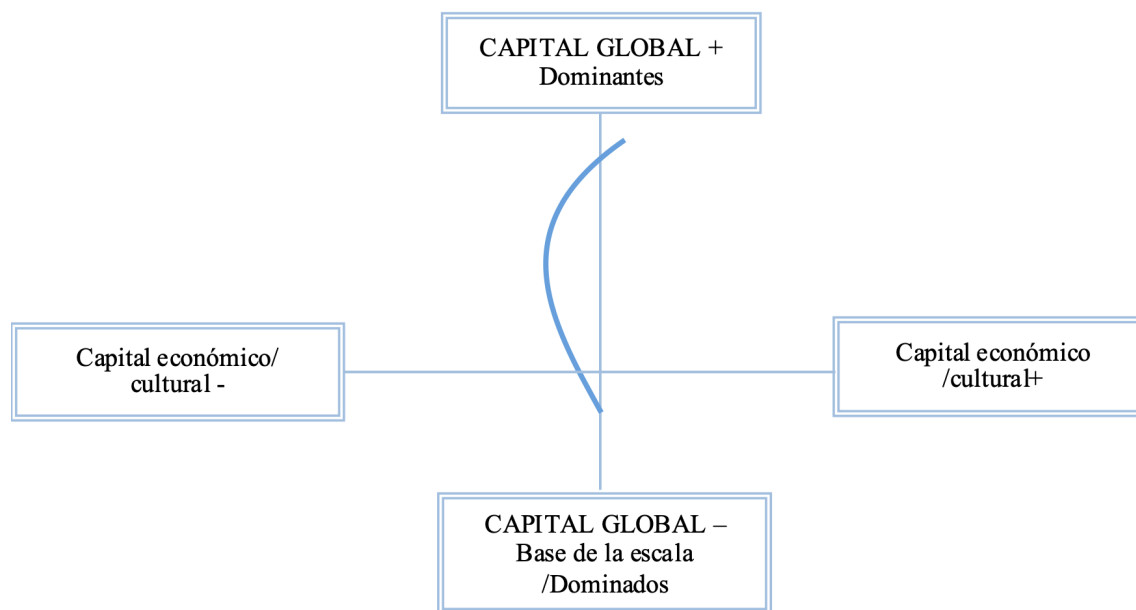 CAPITAL GLOBAL +
Dominantes
Capital económico/
cultural -
Capital económico
/cultural+
CAPITAL GLOBAL –
Base de la escala
/Dominados